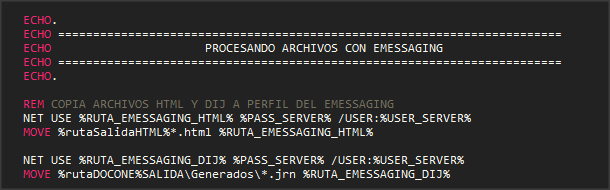 ECHO.
ECHO ==========================================================================
ECHO PROCESANDO ARCHIVOS CON EMESSAGING
ECHO ==========================================================================
ECHO.
REM COPIA ARCHIVOS HTML Y DIJ A PERFIL DEL EMESSAGING
NET USE %RUTA_EMESSAGING_HTML% %PASS_SERVER% /USER:%USER_SERVER%
MOVE %rutaSalidaHTML%*.html %RUTA_EMESSAGING_HTML%
NET USE %RUTA_EMESSAGING_DIJ% %PASS_SERVER% /USER:%USER_SERVER%
MOVE %rutaDOCONE%SALIDA\Generados\*.jrn %RUTA_EMESSAGING_DIJ%